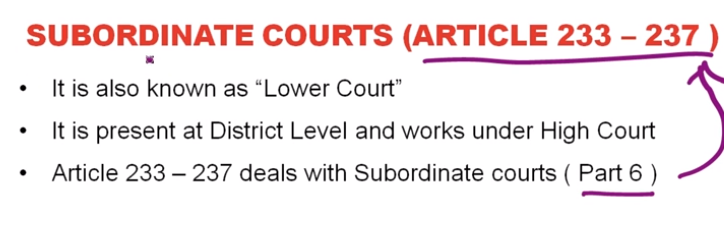 SUBORDINATE COURTS (ARTICLE 233 – 237 )
• It is also known as “Lower Court”
• It is present at District Level and works under High Court
• Article 233 – 237 deals with Subordinate courts ( Part 6 )